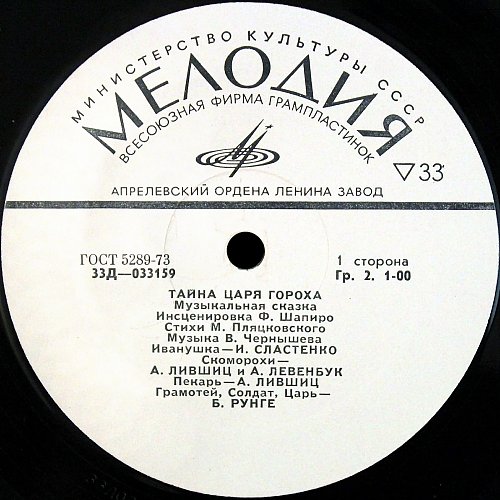 МИНИСТЕРСТВО КУЛЬТУРЫ СССР
МЕЛОДИЯ
ВСЕСОЮЗНАЯ ФИРМА ГРАМПЛАСТИНОК
▽33
АПРЕЛЕВСКИЙ ОРДЕНА ЛЕНИНА ЗАВОД
ГОСТ 5289-73
33Д—033159
1 сторона
Гр. 2. 1-00
ТАЙНА ЦАРЯ ГОРОХА
Музыкальная сказка
Инсценировка Ф. Шапиро
Стихи М. Пляцковского
Музыка В. Чернышева
Иванушка—И. СЛАСТЕНКО
Скоморохи—
А. ЛИВШИЦ и А. ЛЕВЕНБУК
Пекарь—А. ЛИВШИЦ
Грамотей, Солдат, Царь—
Б. РУНГЕ